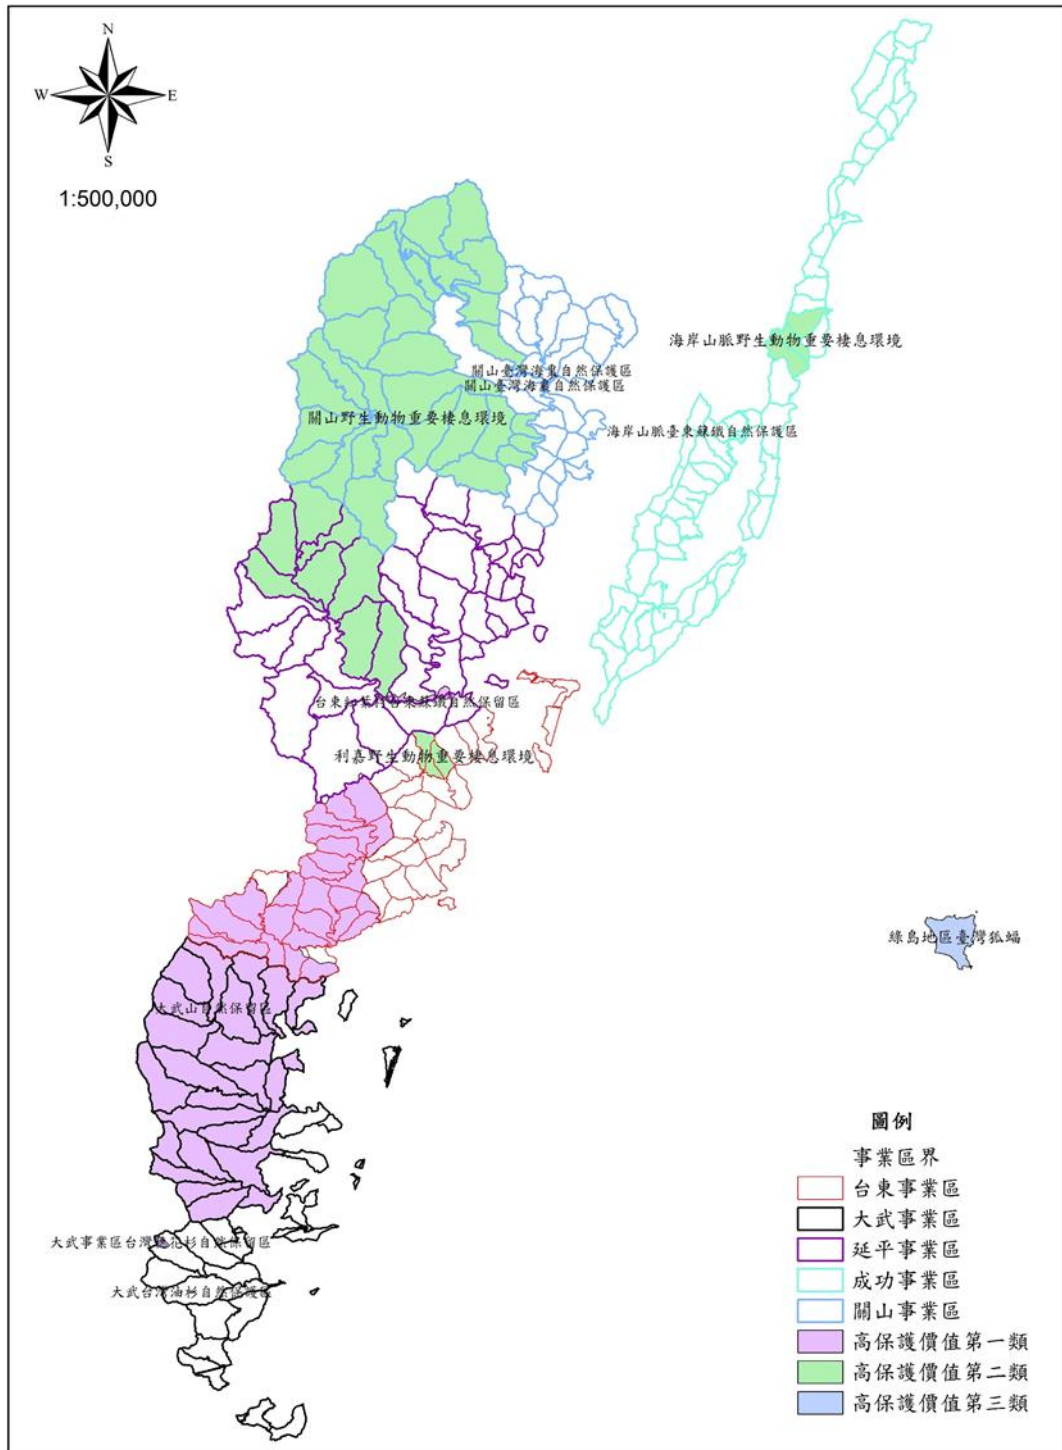 N
W E
S
1:500,000
海岸山脈野生動物重要棲息環境
關山臺灣海棗自然保護區
關山臺灣海棗自然保護區
關山野生動物重要棲息環境
海岸山脈臺東蘇鐵自然保護區
台東紅葉村台東蘇鐵自然保留區
利嘉野生動物重要棲息環境
綠島地區臺灣狐蝠
大武山自然保留區
大武事業區台灣穗花杉自然保留區
大武台灣油杉自然保護區
圖例
事業區界
台東事業區
大武事業區
延平事業區
成功事業區
關山事業區
高保護價值第一類
高保護價值第二類
高保護價值第三類